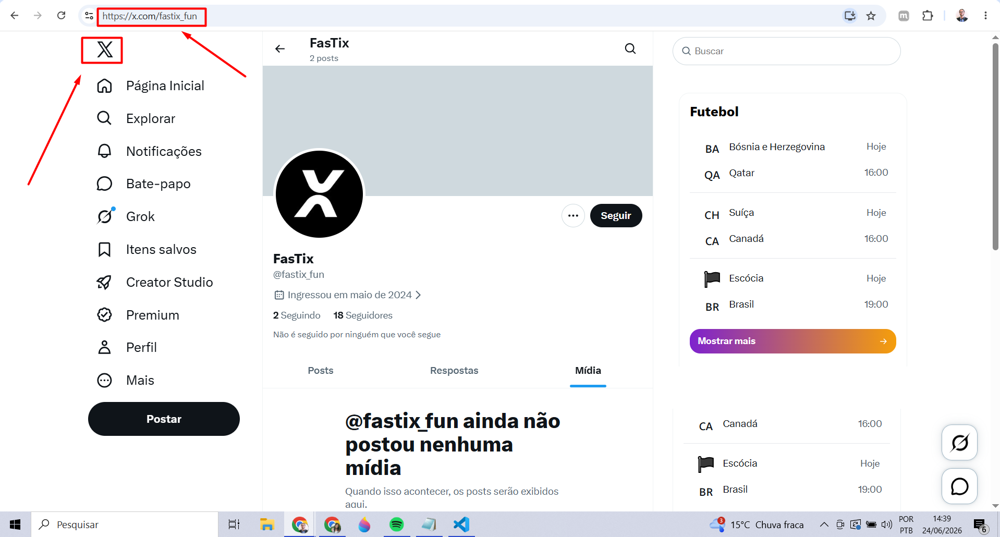 https://x.com/fastix_fun
FasTix
2 posts
Buscar
Página Inicial
Explorar
Notificações
Bate-papo
Grok
Itens salvos
Creator Studio
Premium
Perfil
Mais
Postar
Seguir
FasTix
@fastix_fun
Ingressou em maio de 2024
2 Seguindo 18 Seguidores
Não é seguido por ninguém que você segue
Posts Respostas Mídia
@fastix_fun ainda não
postou nenhuma
mídia
Quando isso acontecer, os posts serão exibidos
aqui.
Futebol
BA Bósnia e Herzegovina Hoje
QA Qatar 16:00
CH Suíça Hoje
CA Canadá 16:00
Escócia Hoje
BR Brasil 19:00
Mostrar mais
CA Canadá 16:00
Escócia Hoje
BR Brasil 19:00
Pesquisar
3
15°C Chuva fraca
POR
PTB
14:39
24/06/2026
6